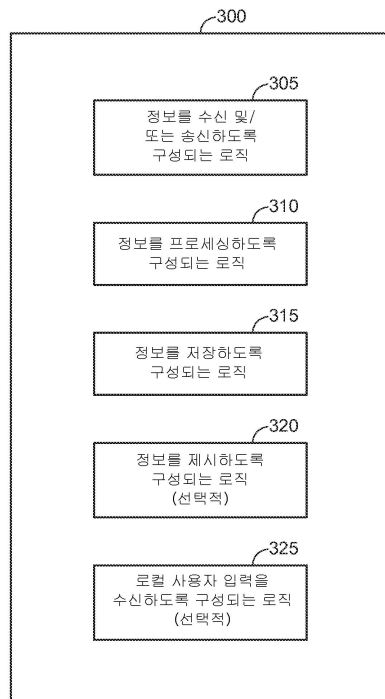 300
305
정보를 수신 및/
또는 송신하도록
구성되는 로직
310
정보를 프로세싱하도록
구성되는 로직
315
정보를 저장하도록
구성되는 로직
320
정보를 제시하도록
구성되는 로직
(선택적)
325
로컬 사용자 입력을
수신하도록 구성되는 로직
(선택적)